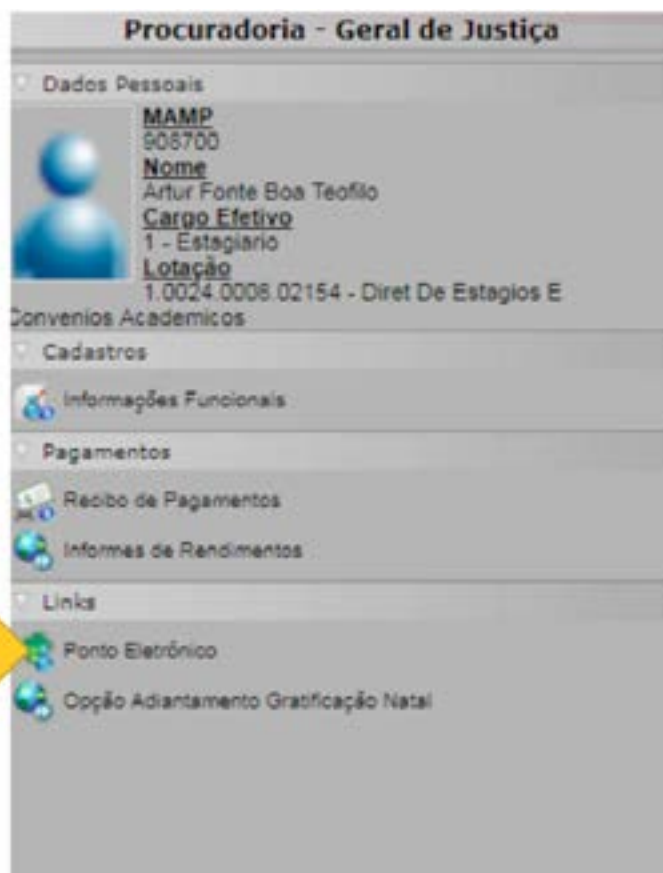 Procuradoria - Geral de Justiça
Dados Pessoais
MAMP
908700
Nome
Artur Fonte Boa Teofilo
Cargo Efetivo
1 - Estagiario
Lotação
1.0024.0008.02154 - Diret De Estagios E
Convenios Academicos
Cadastros
Informações Funcionais
Pagamentos
Recibo de Pagamentos
Informes de Rendimentos
Links
Ponto Eletrônico
Opção Adiantamento Gratificação Natal